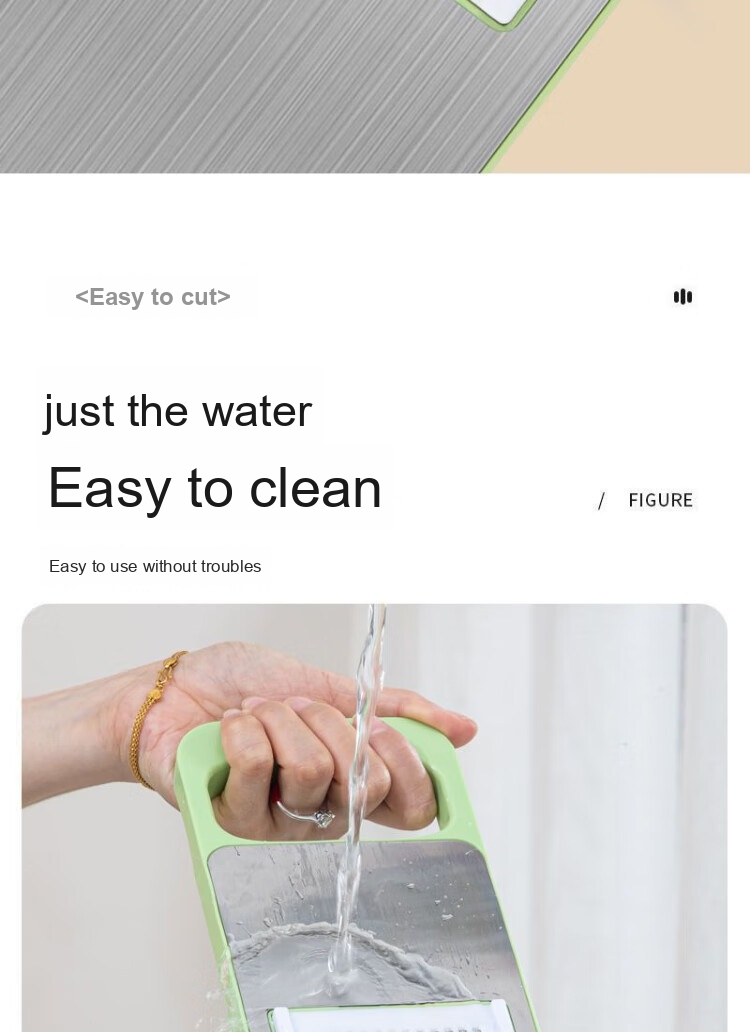 <Easy to cut>
just the water
Easy to clean
/ FIGURE
Easy to use without troubles